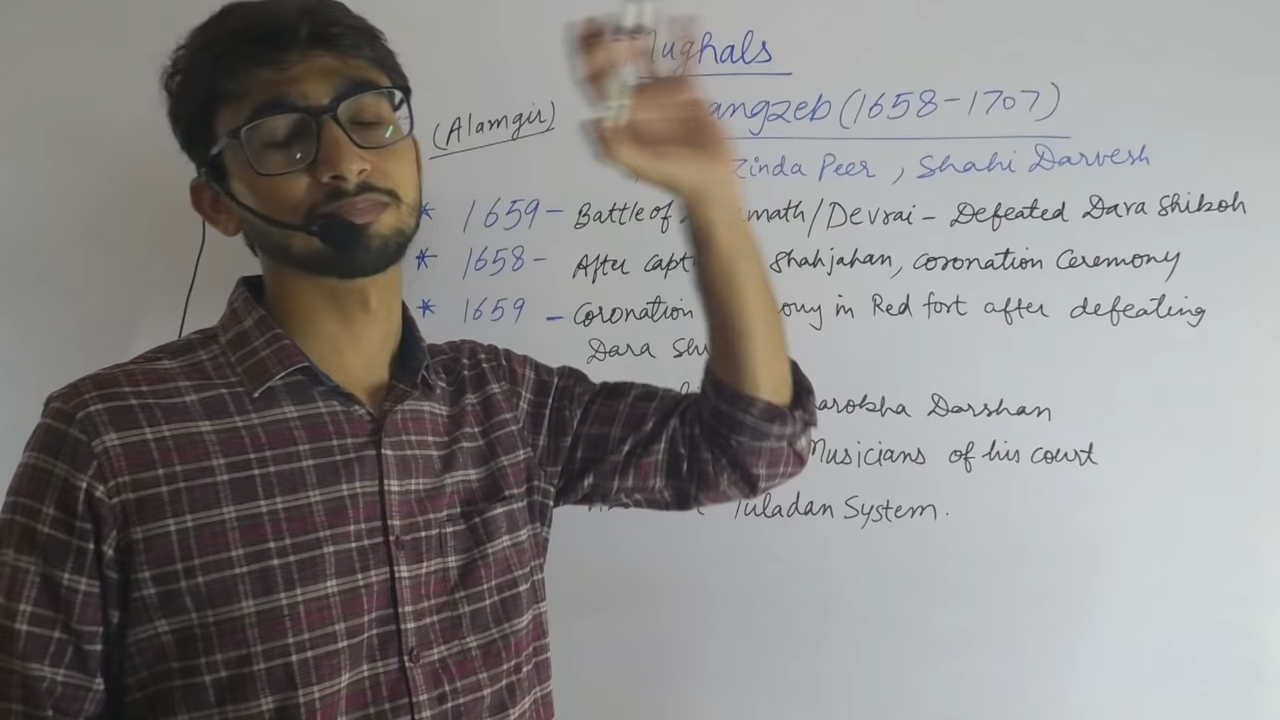 Mughals
(Alamgir)
angzeb (1658-1707)
Zinda Peer, Shahi Darvesh
* 1659 - Battle of math/Devrai - Defeated Dara Shikoh
* 1658 - After capt Shahjahan, coronation Ceremony
* 1659 - Coronation ony in Red fort after defeating
Dara Shi
arokha Darshan
Musicians of his court
Tuladan System.